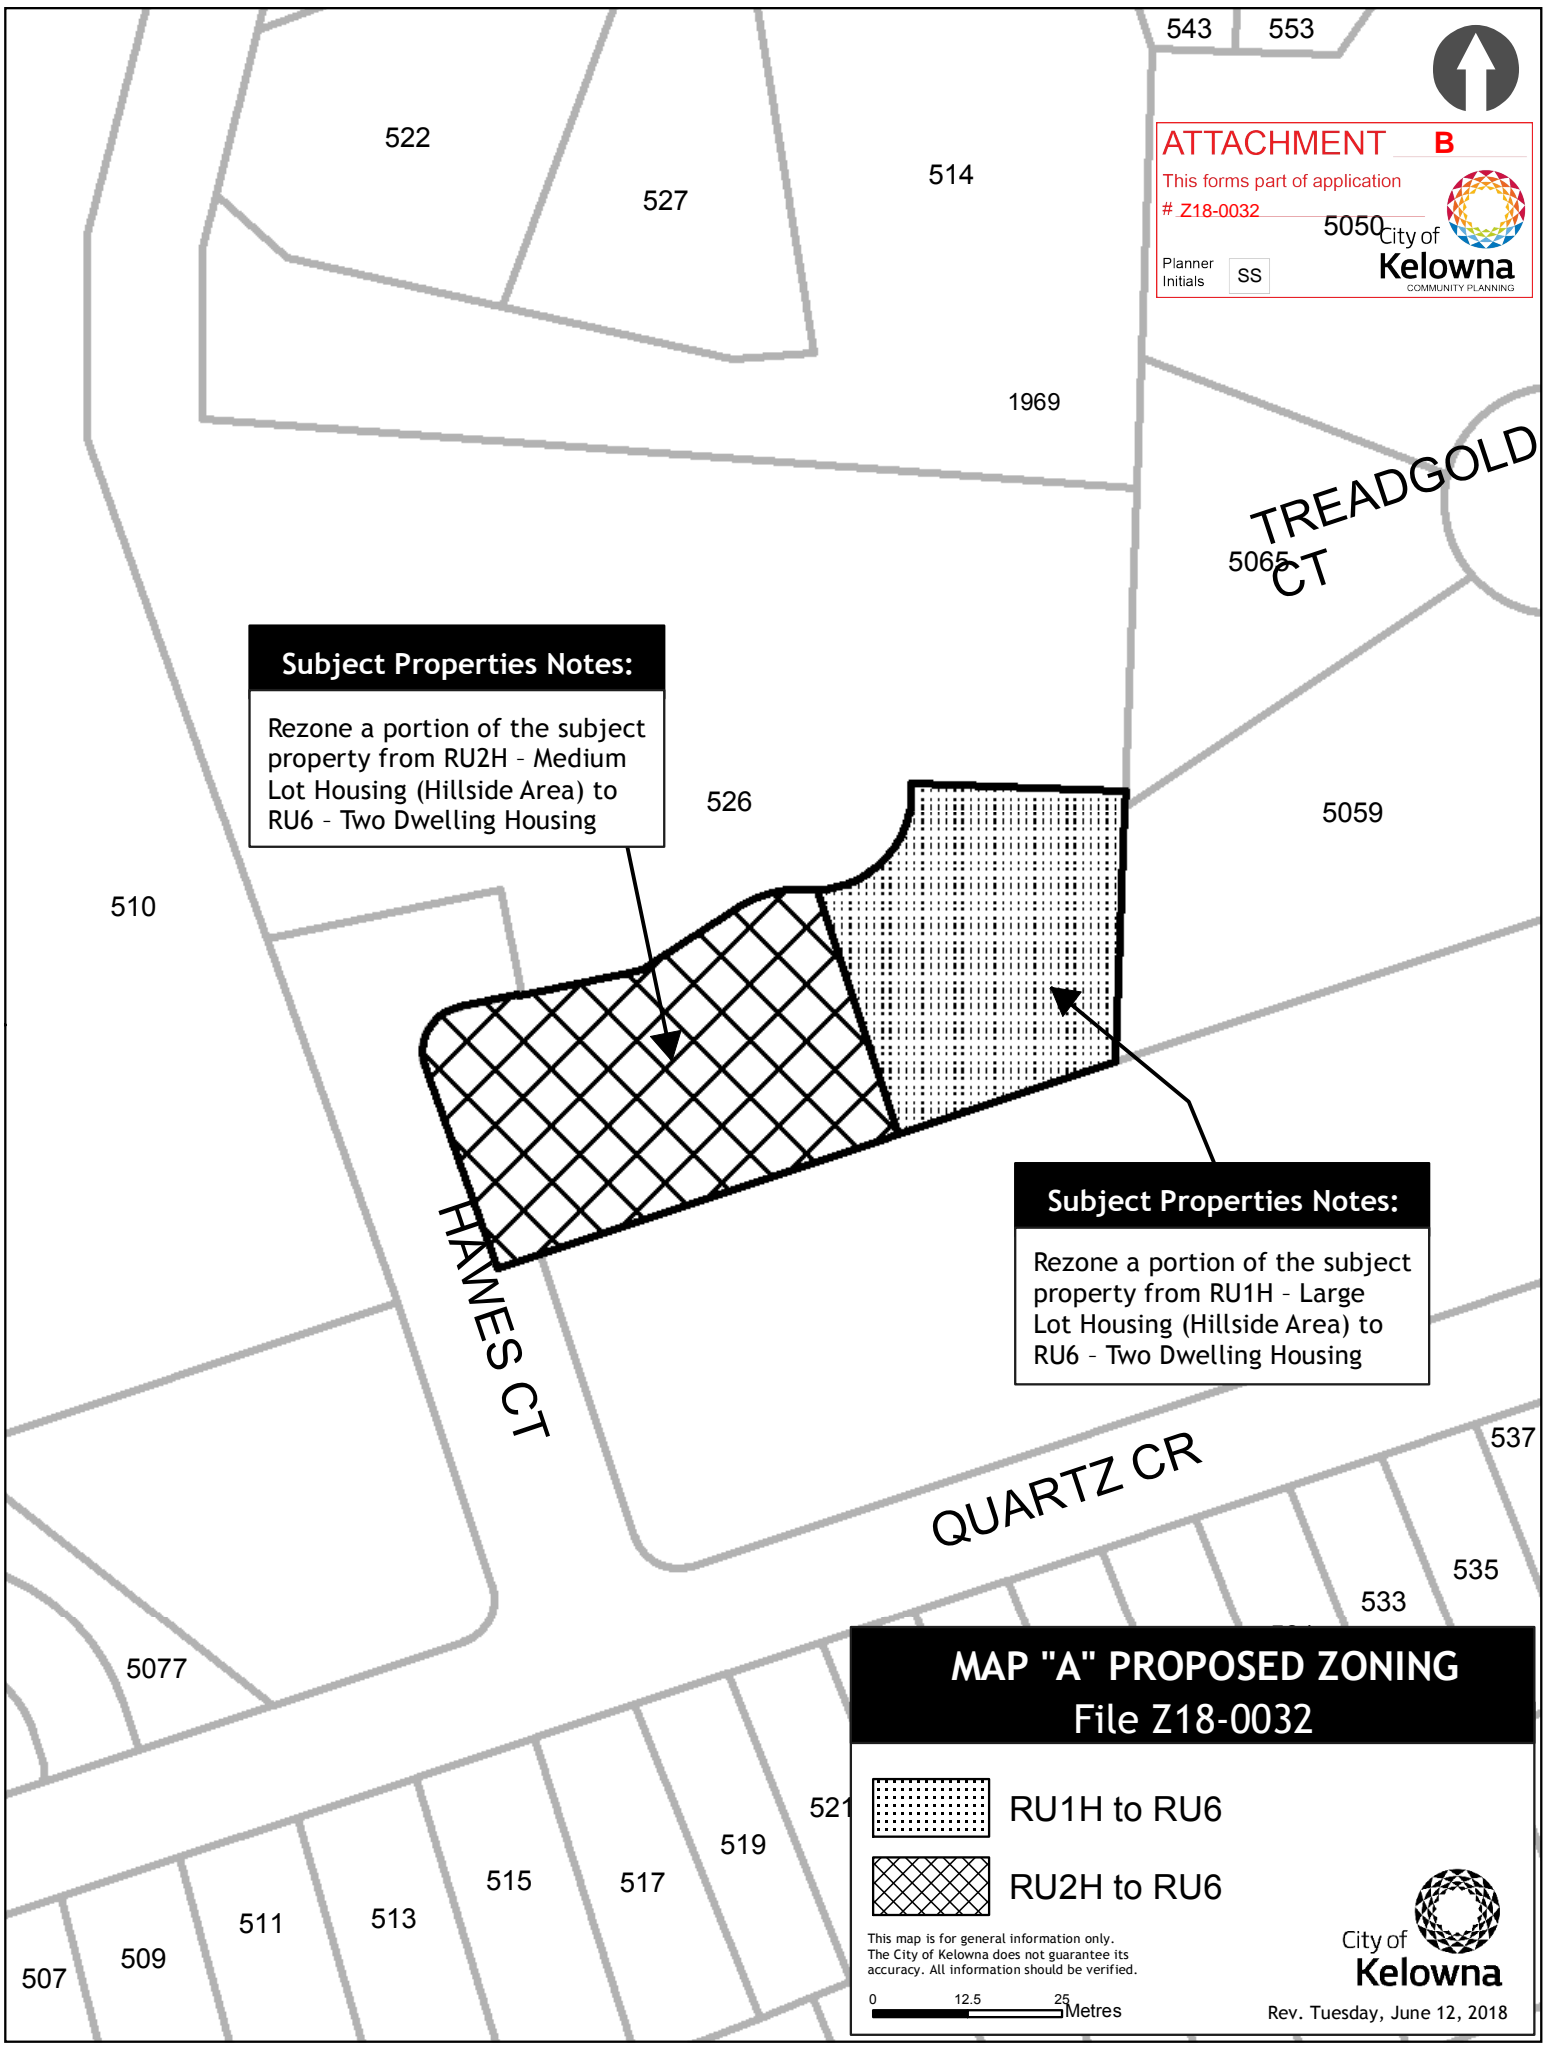 543
553
522
527
514
ATTACHMENT B
This forms part of application
# Z18-0032
5050
City of
Kelowna
COMMUNITY PLANNING
Planner
Initials
SS
1969
TREADGOLD
CT
5065
Subject Properties Notes:
Rezone a portion of the subject
property from RU2H – Medium
Lot Housing (Hillside Area) to
RU6 – Two Dwelling Housing
526
5059
510
Subject Properties Notes:
Rezone a portion of the subject
property from RU1H – Large
Lot Housing (Hillside Area) to
RU6 – Two Dwelling Housing
HAWES CT
QUARTZ CR
537
535
533
5077
521
519
517
515
513
511
509
507
MAP "A" PROPOSED ZONING
File Z18-0032
RU1H to RU6
RU2H to RU6
This map is for general information only.
The City of Kelowna does not guarantee its
accuracy. All information should be verified.
0 12.5 25
Metres
City of
Kelowna
Rev. Tuesday, June 12, 2018